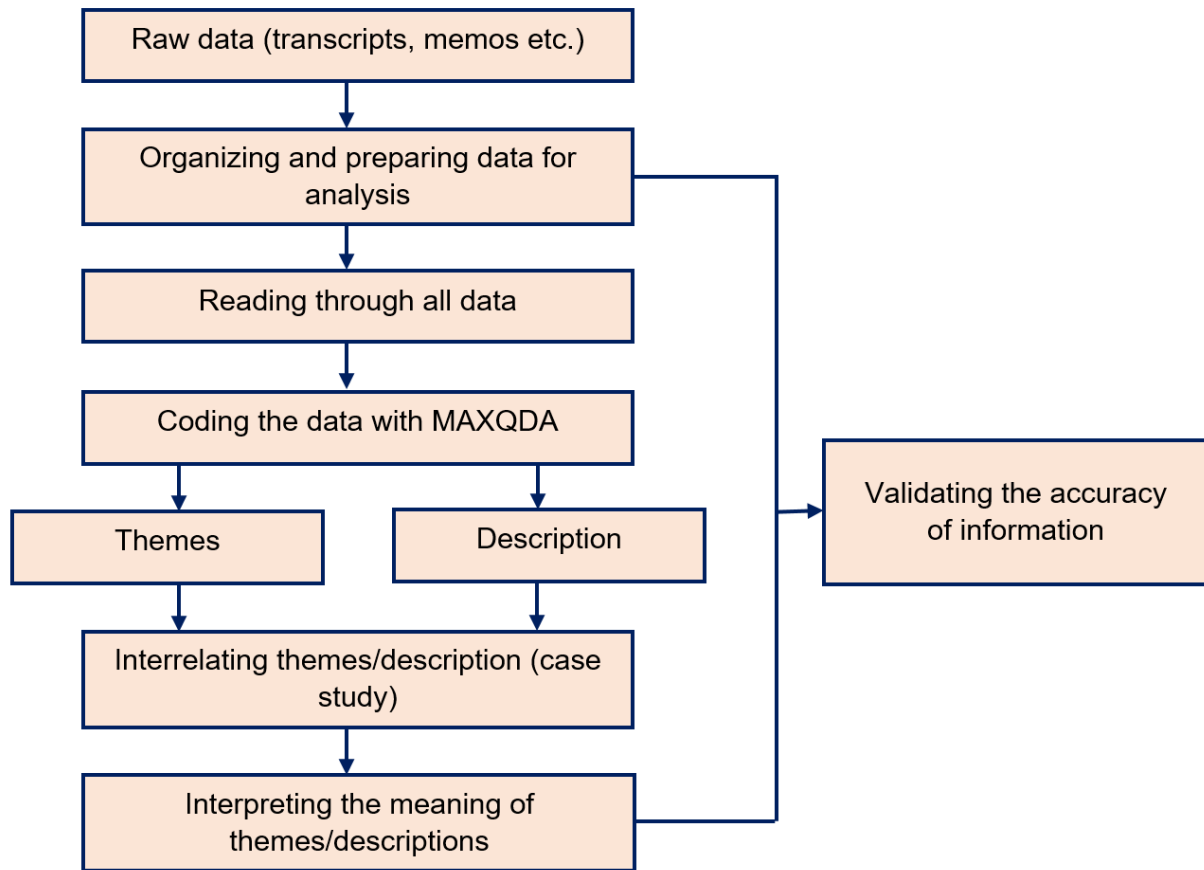 Raw data (transcripts, memos etc.)
Organizing and preparing data for
analysis
Reading through all data
Coding the data with MAXQDA
Themes
Description
Validating the accuracy
of information
Interrelating themes/description (case
study)
Interpreting the meaning of
themes/descriptions